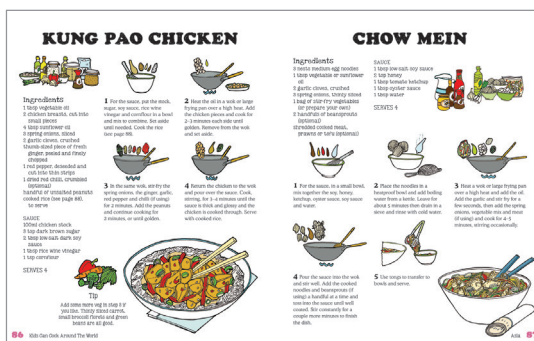 KUNG PAO CHICKEN
Ingredients
1 tbsp vegetable oil
2 chicken breasts, cut into
small pieces
4 tbsp sunflower oil
2 spring onions, sliced
2 garlic cloves, crushed
thumb-sized piece of fresh
ginger, peeled and finely
chopped
1 red pepper, deseeded and
cut into thin strips
1 dried red chilli, crumbled
(optional)
handful of unsalted peanuts
cooked rice (see page 88),
to serve
SAUCE
100ml chicken stock
2 tsp dark brown sugar
2 tbsp low-salt dark soy
sauce
1 tbsp rice wine vinegar
1 tsp cornflour
SERVES 4
1 For the sauce, put the stock,
sugar, soy sauce, rice wine
vinegar and cornflour in a bowl
and mix to combine. Set aside
until needed. Cook the rice
2 Heat the oil in a wok or large
frying pan over a high heat. Add
the chicken pieces and cook for
2–3 minutes each side until
golden. Remove from the wok
and set aside.
3 In the same wok, stir-fry the
spring onions, the ginger, garlic,
red pepper and chilli (if using)
for 2 minutes. Add the peanuts
and continue cooking for
2 minutes, or until golden.
4 Return the chicken to the wok
and pour over the sauce. Cook,
stirring, for 3–4 minutes until the
sauce is thick and glossy and the
chicken is cooked through. Serve
with cooked rice.
Tip
Add some more veg in step 3 if
you like. Thinly sliced carrot,
small broccoli florets and green
beans are all good.
86 Kids Can Cook Around The World
CHOW MEIN
Ingredients
2 nests medium egg noodles
1 tbsp vegetable or sunflower
oil
2 garlic cloves, crushed
5 spring onions, thinly sliced
1 bag of stir-fry vegetables
(or prepare your own)
2 handfuls of beansprouts
(optional)
shredded cooked meat,
prawns or tofu (optional)
SAUCE
1 tbsp low-salt soy sauce
2 tsp honey
1 tbsp tomato ketchup
1 tbsp oyster sauce
1 tbsp water
SERVES 4
1 For the sauce, in a small bowl,
mix together the soy, honey,
ketchup, oyster sauce, soy sauce
and water.
2 Place the noodles in a
heatproof bowl and add boiling
water from a kettle. Leave for
about 5 minutes then drain in a
sieve and rinse with cold water.
3 Heat a wok or large frying pan
over a high heat and add the oil.
Add the garlic and stir fry for a
few seconds, then add the spring
onions, vegetable mix and meat
(if using) and cook for 4–5
minutes, stirring occasionally.
4 Pour the sauce into the wok
and stir well. Add the cooked
noodles and beansprouts (if
using) a handful at a time and
toss into the sauce until well
coated. Stir constantly for a
couple more minutes to finish
the dish.
5 Use tongs to transfer to
bowls and serve.
Asia 87